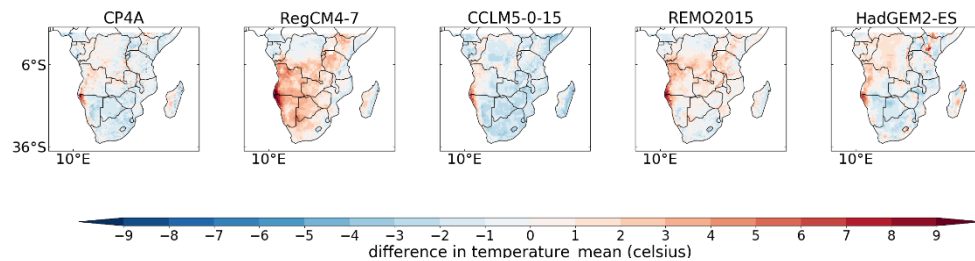 CP4A RegCM4-7 CCLM5-0-15 REMO2015 HadGEM2-ES
6°S
36°S
10°E 10°E 10°E 10°E 10°E
−9 −8 −7 −6 −5 −4 −3 −2 −1 0 1 2 3 4 5 6 7 8 9
difference in temperature mean (celsius)